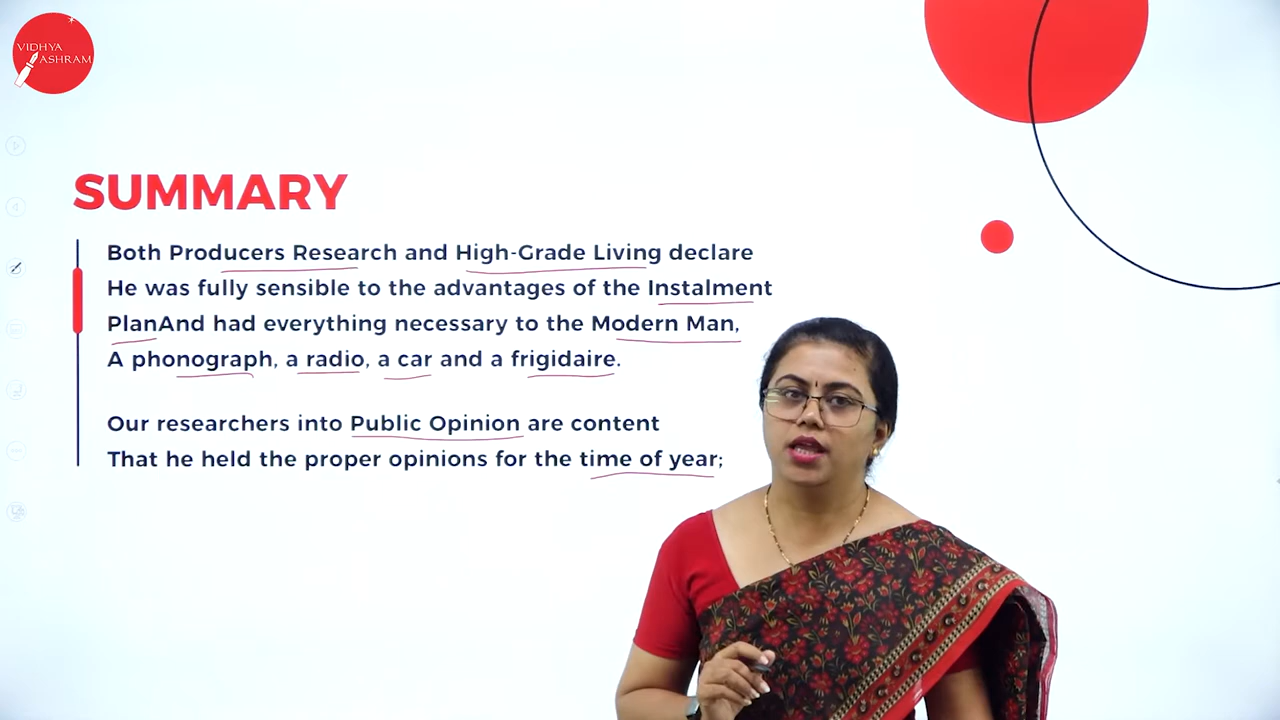 VIDHYA
ASHRAM
SUMMARY
Both Producers Research and High-Grade Living declare
He was fully sensible to the advantages of the Instalment
PlanAnd had everything necessary to the Modern Man,
A phonograph, a radio, a car and a frigidaire.
Our researchers into Public Opinion are content
That he held the proper opinions for the time of year;